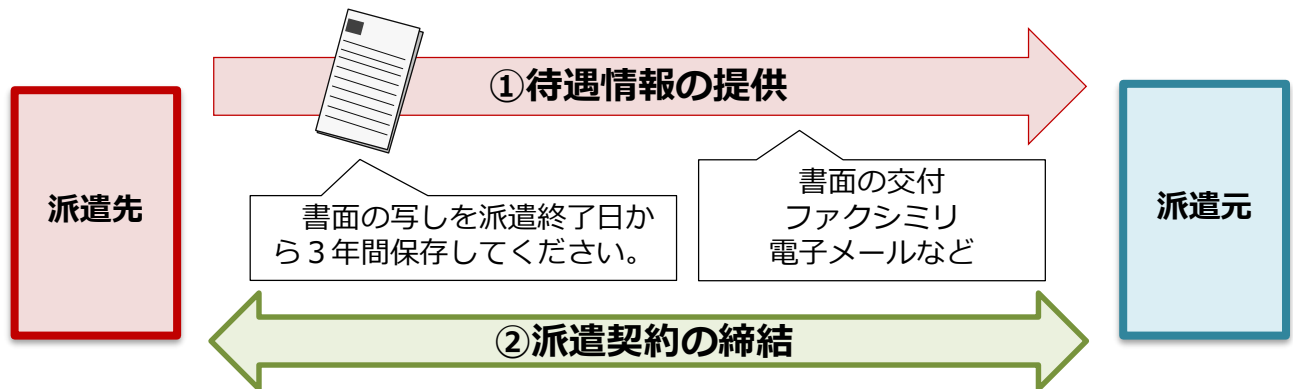 ①待遇情報の提供
派遣先
書面の写しを派遣終了日か
ら３年間保存してください。
書面の交付
ファクシミリ
電子メールなど
派遣元
②派遣契約の締結